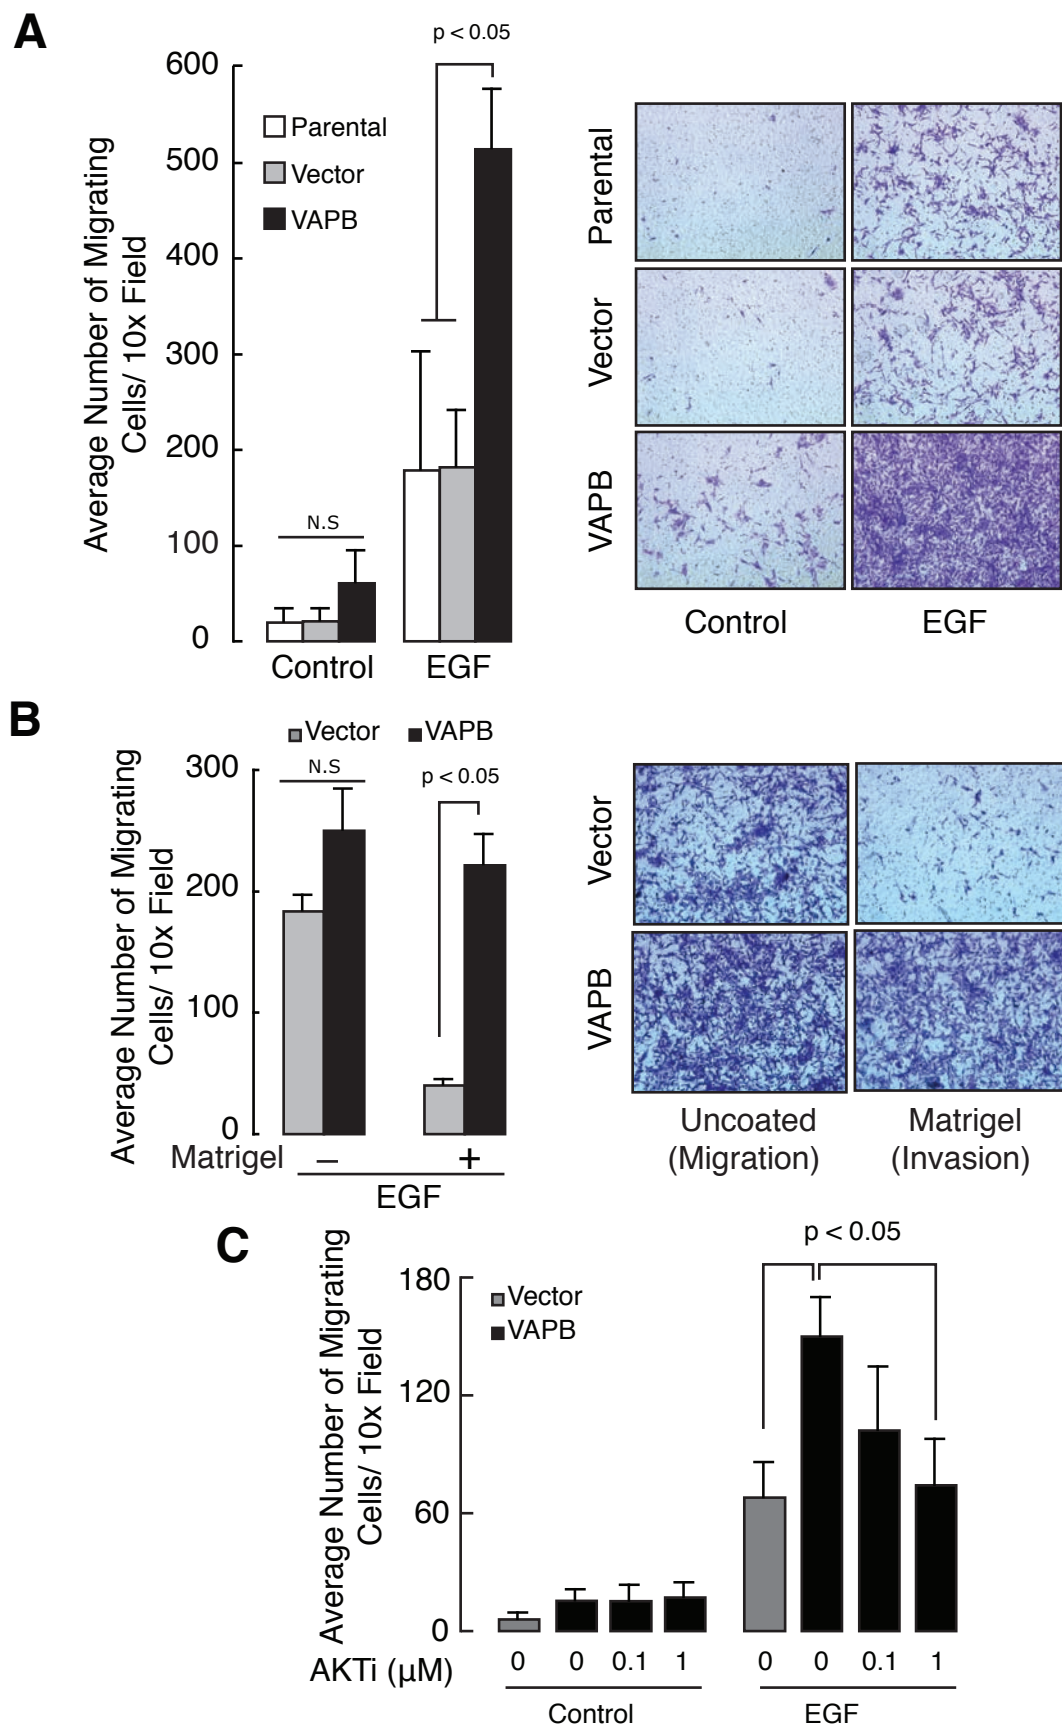 A
p < 0.05
600
500
400
300
200
100
0
Average Number of Migrating
Cells/ 10x Field
Parental
Vector
VAPB
N.S
Control
EGF
Parental
Vector
VAPB
Control
EGF
B
Vector
VAPB
300
200
100
0
Average Number of Migrating
Cells/ 10x Field
N.S
p < 0.05
Matrigel – +
EGF
Vector
VAPB
Uncoated
(Migration)
Matrigel
(Invasion)
C
p < 0.05
180
120
60
0
Average Number of Migrating
Cells/ 10x Field
Vector
VAPB
AKTi (μM) 0 0 0.1 1 0 0 0.1 1
Control
EGF